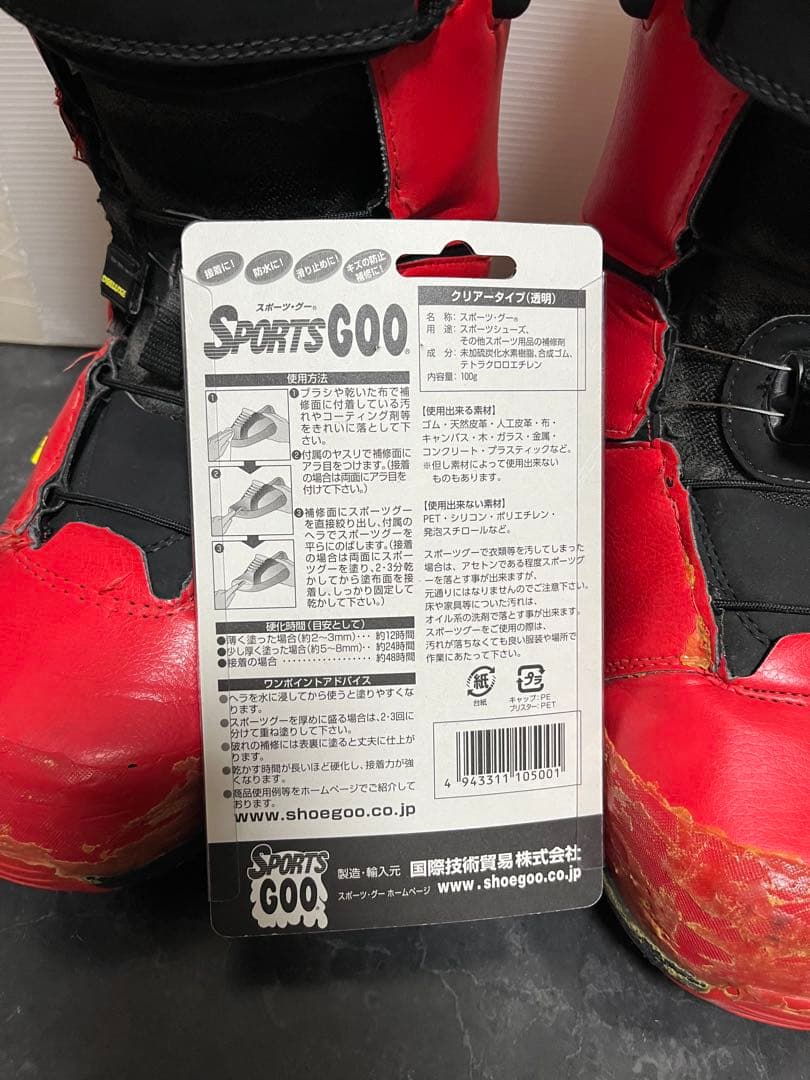 接着に！
防水に！
滑り止めに！
キズの防止
補修に！
スポーツ・グー®
SPORTS GOO®
クリアータイプ（透明）
名　称：スポーツ・グー®
用　途：スポーツシューズ、
その他スポーツ用品の補修剤
成　分：未加硫炭化水素樹脂、合成ゴム、
テトラクロロエチレン
内容量：100g
使用方法
1
❶ブラシや乾いた布で補
修面に付着している汚
れやコーティング剤等
をきれいに落として下
さい。
2
❷付属のヤスリで補修面に
アラ目をつけます。（接着
の場合は両面にアラ目を
付けて下さい。）
3
❸補修面にスポーツグー
を直接絞り出し、付属の
ヘラでスポーツグーを
平らにのばします。（接着
の場合は両面にスポー
ツグーを塗り、2-3分乾
かしてから塗布面を接
着し、しっかり固定して
乾かして下さい。）
硬化時間（目安として）
●薄く塗った場合（約2～3mm）‥‥約12時間
●少し厚く塗った場合（約5～8mm）‥約24時間
●接着の場合 ‥‥‥‥‥‥‥‥約48時間
ワンポイントアドバイス
●ヘラを水に浸してから使うと塗りやすくな
ります。
●スポーツグーを厚めに盛る場合は、2-3回に
分けて重ね塗りして下さい。
●破れの補修には表裏に塗ると丈夫に仕上が
ります。
●乾かす時間が長いほど硬化し、接着力が強
くなります。
●商品使用例等をホームページでご紹介して
おります。
www.shoegoo.co.jp
【使用出来る素材】
ゴム・天然皮革・人工皮革・布・
キャンバス・木・ガラス・金属・
コンクリート・プラスティックなど。
※但し素材によって使用出来ない
ものもあります。
【使用出来ない素材】
PET・シリコン・ポリエチレン・
発泡スチロールなど。
スポーツグーで衣類等を汚してしまった
場合は、アセトンである程度スポーツグ
ーを落とす事が出来ますが、
元通りにはなりませんのでご注意下さい。
床や家具等についた汚れは、
オイル系の洗剤で落とす事が出来ます。
スポーツグーをご使用の際は、
汚れが落ちなくても良い服装や場所で
作業にあたって下さい。
紙
台紙
プラ
キャップ：PE
ブリスター：PET
4 943311 105001
SPORTS
GOO®
製造・輸入元 国際技術貿易株式会社
スポーツ・グー ホームページ www.shoegoo.co.jp